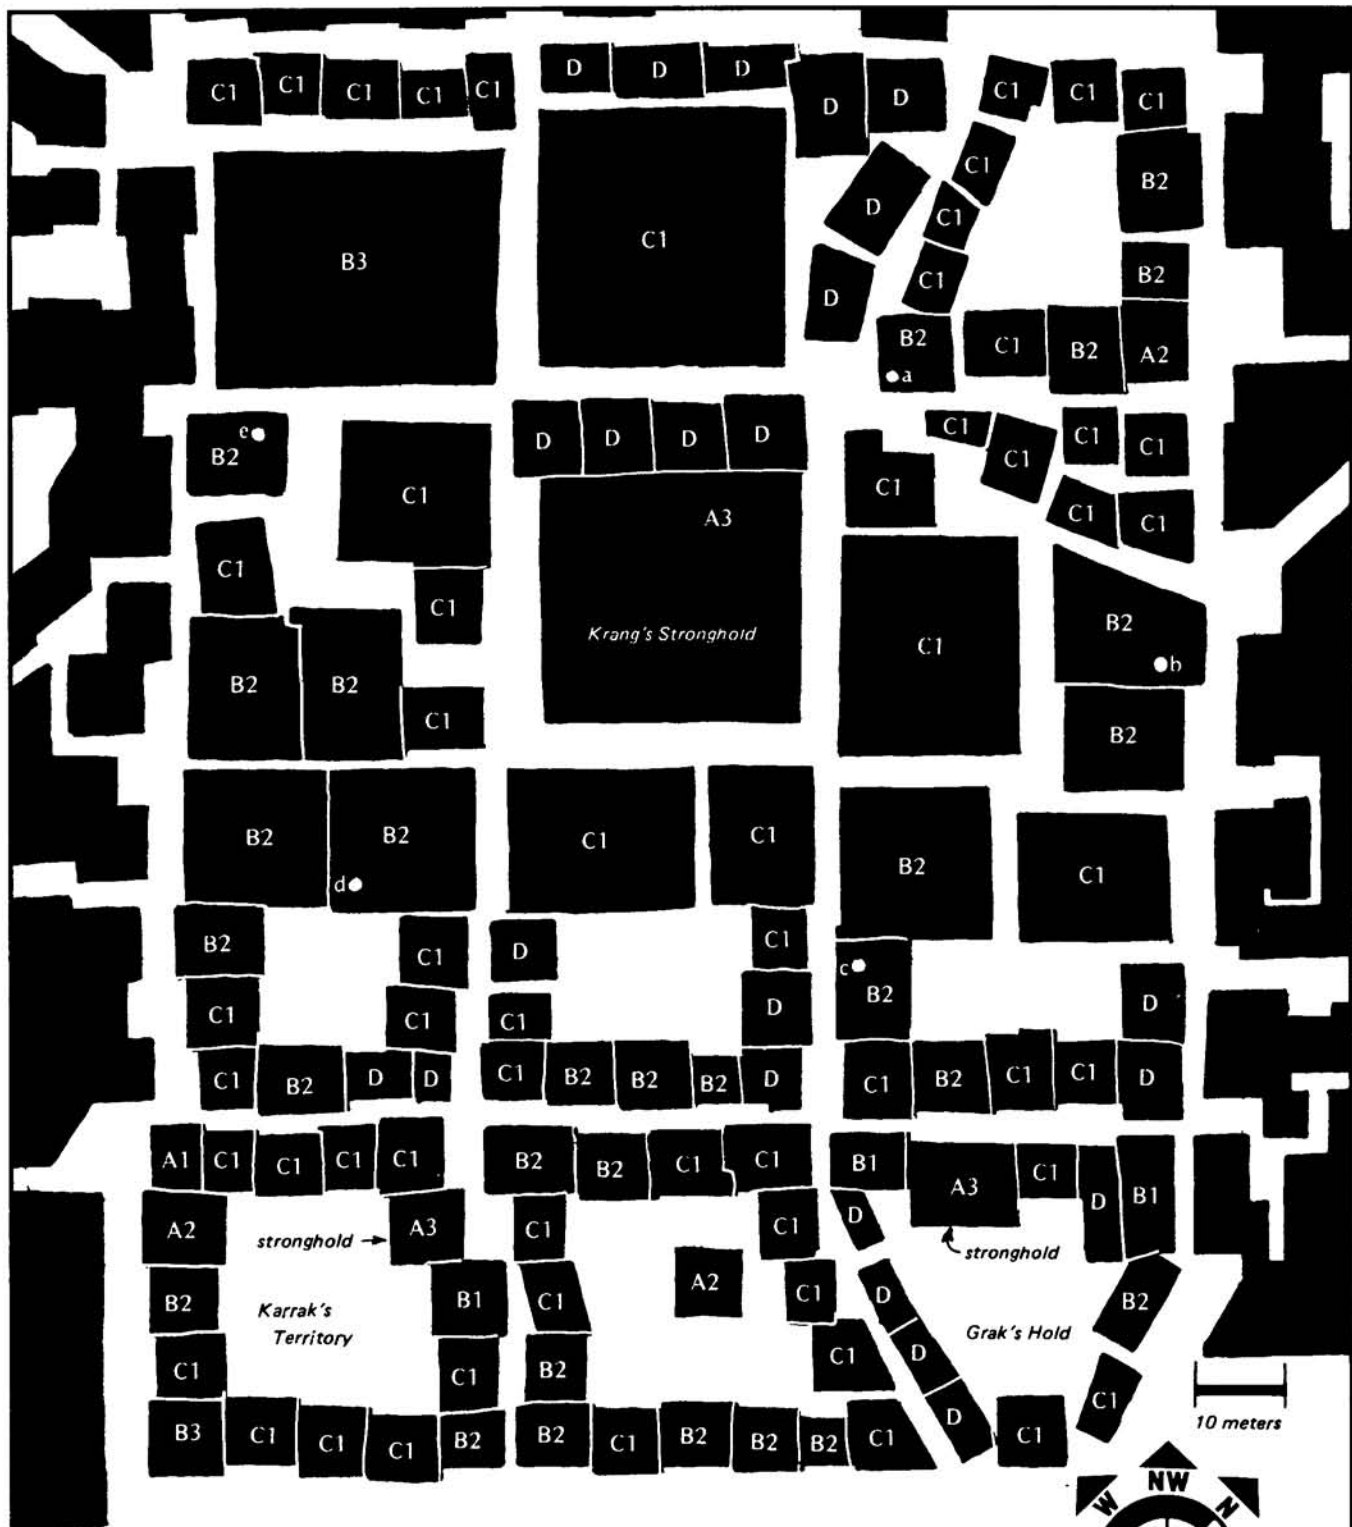 C1 C1 C1 C1 C1 D D D D D C1 C1 C1
C1 B2
D C1
B3 C1
D C1 B2
B2 C1 B2 A2
a
e B2 C1 D D D D C1 C1 C1 C1 C1
A3 C1 C1
C1 C1
B2
Krang's Stronghold
C1 b
B2 B2 C1 B2
B2 B2 C1 C1 B2 C1
d
B2 C1 D C1 c B2 D
C1 C1 C1 D
C1 B2 D D C1 B2 B2 B2 D C1 B2 C1 C1 D
A1 C1 C1 C1 C1 B2 B2 C1 C1 B1 A3 C1 D B1
A2 stronghold A3 C1 C1 D stronghold
B2 Karrak's B1 C1 A2 C1 D B2
Territory Grak's Hold
C1 C1 B2 C1 D C1
B3 C1 C1 C1 B2 B2 C1 B2 B2 B2 C1 D C1
10 meters
W NW N